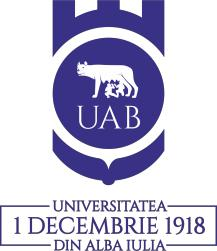 UAB
UNIVERSITATEA
1 DECEMBRIE 1918
DIN ALBA IULIA